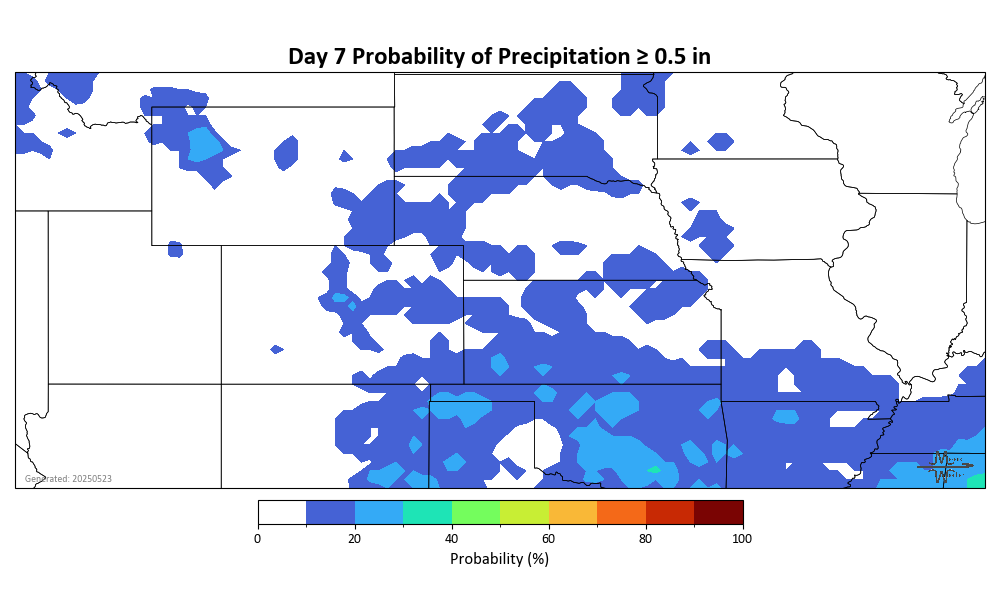 Day 7 Probability of Precipitation ≥ 0.5 in
Generated: 20250523
0 20 40 60 80 100
Probability (%)